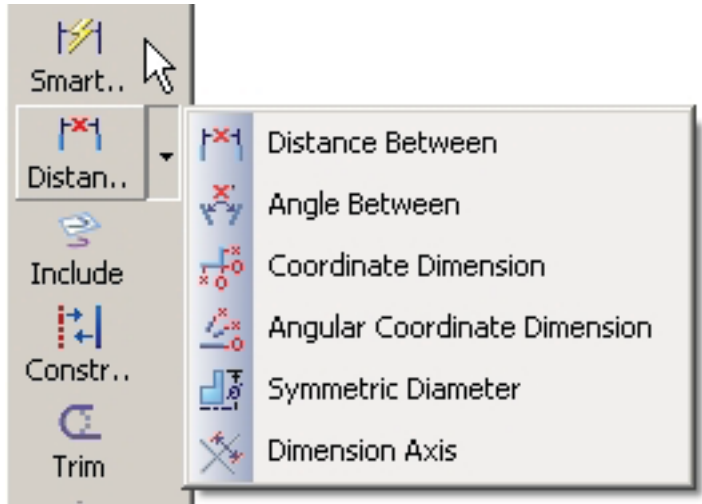 Smart..
Distan..
Include
Constr..
Trim
Distance Between
Angle Between
Coordinate Dimension
Angular Coordinate Dimension
Symmetric Diameter
Dimension Axis